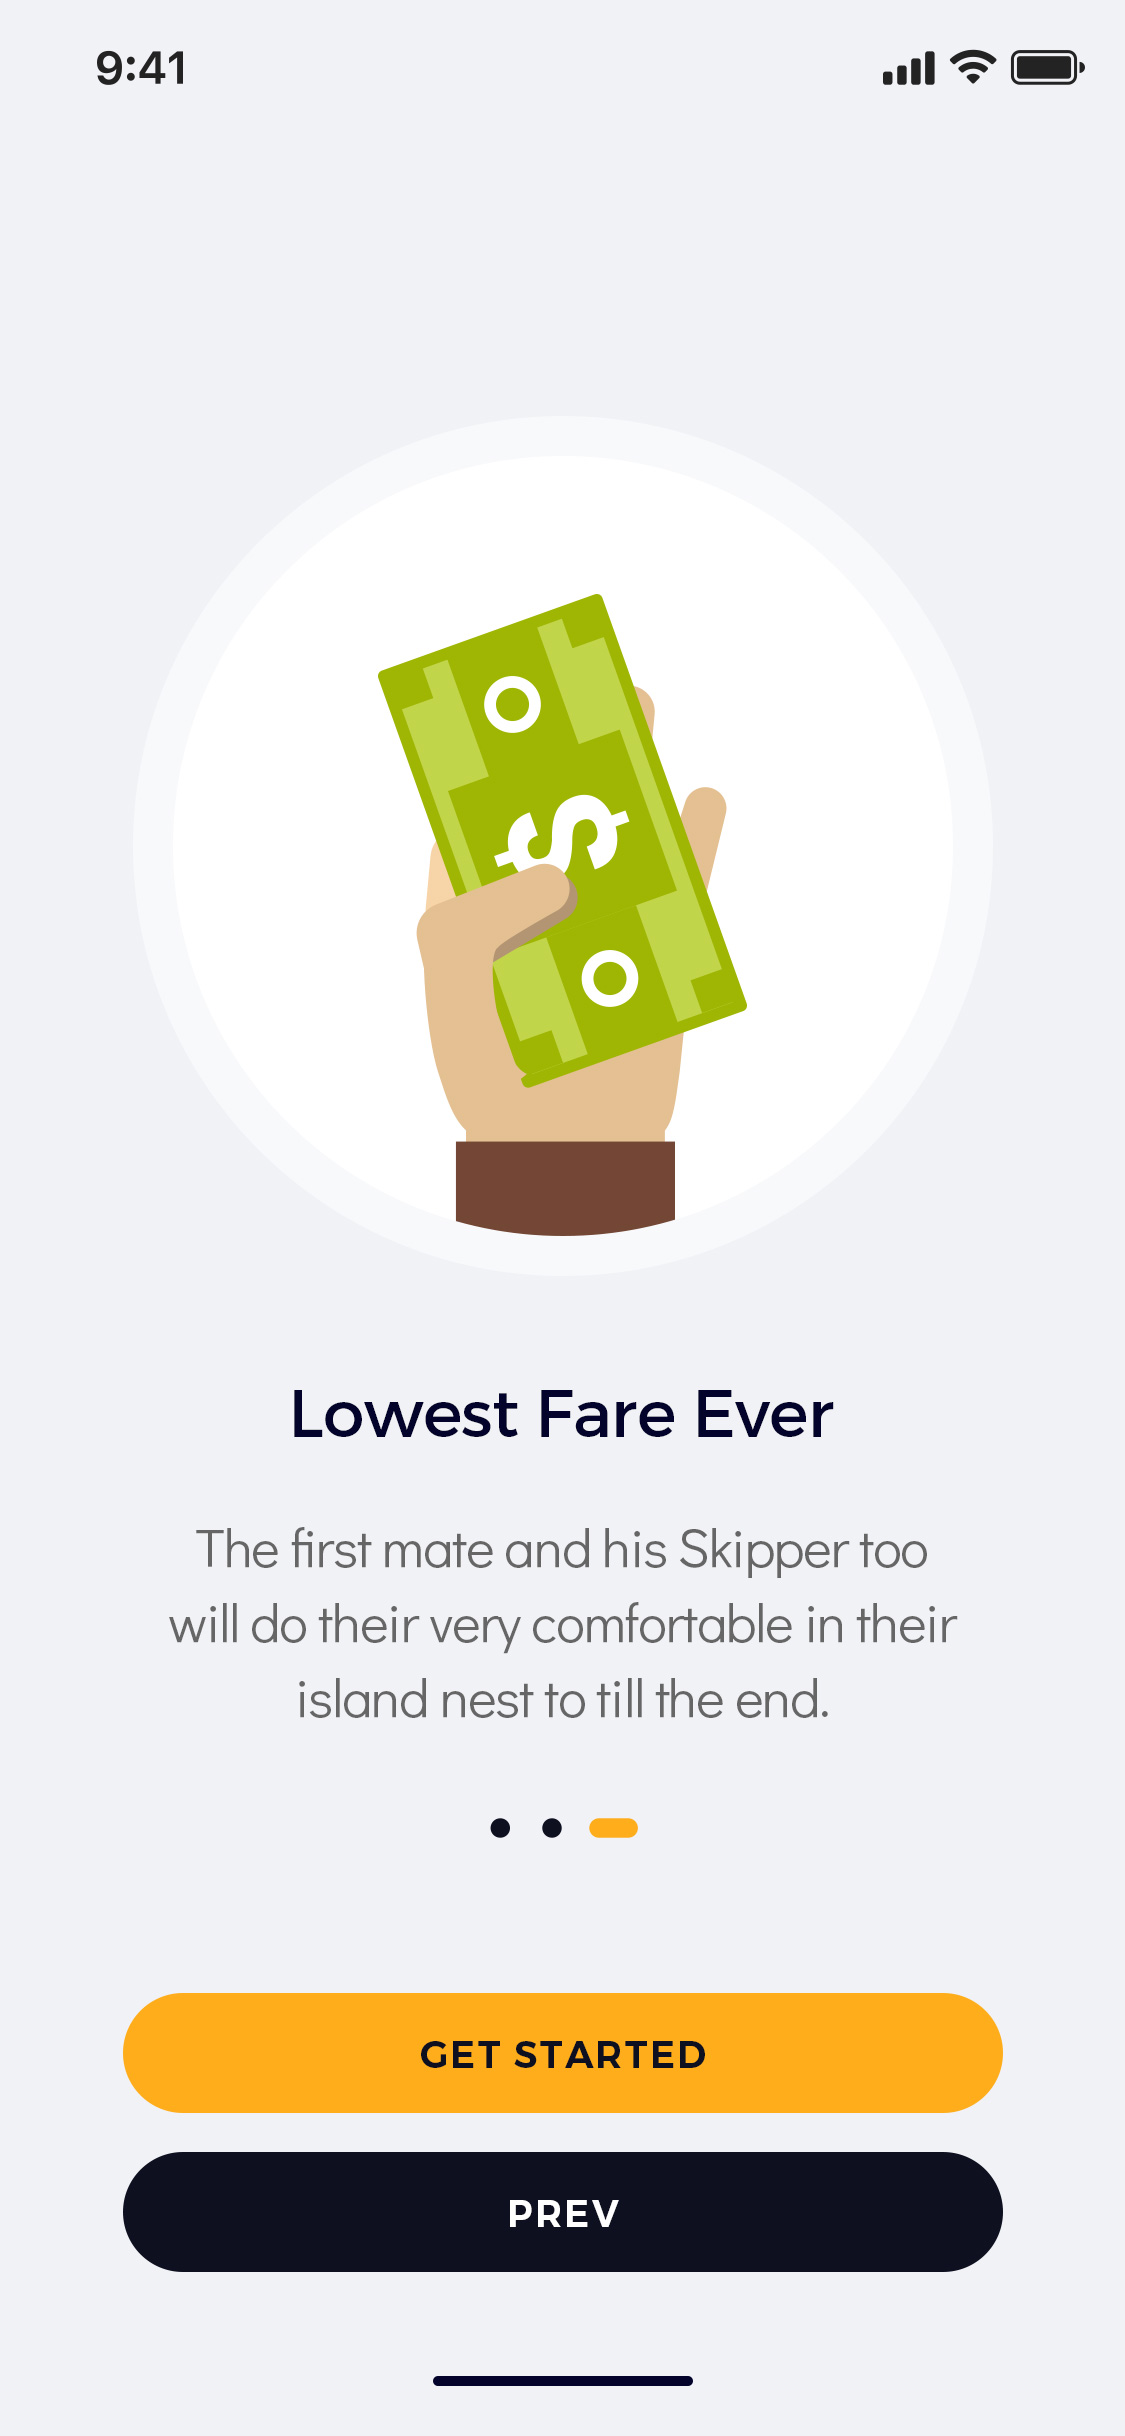 9:41
$
Lowest Fare Ever
The first mate and his Skipper too
will do their very comfortable in their
island nest to till the end.
GET STARTED
PREV